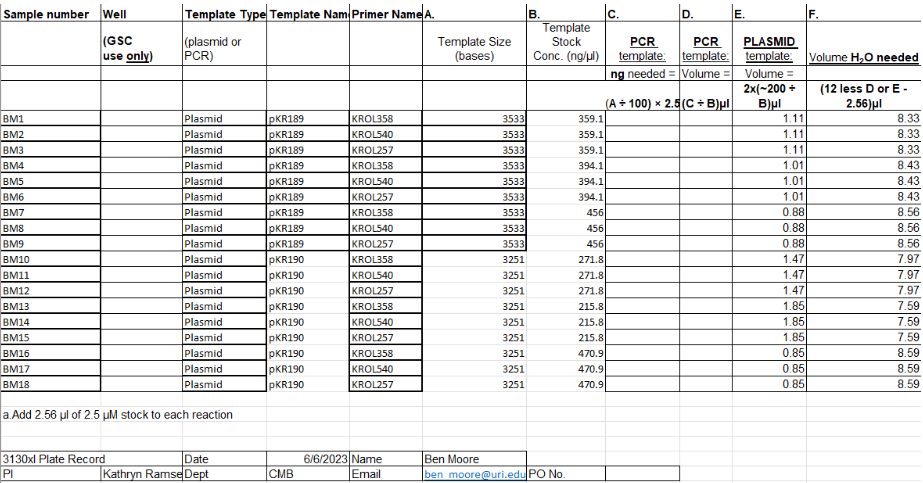 Sample number Well Template Type Template Nam Primer Name A. B. C. D. E. F.
(GSC use only) (plasmid or PCR) Template Size (bases) Template Stock Conc. (ng/µl) PCR template: PCR template: PLASMID template: Volume H₂O needed
ng needed = Volume = Volume =
(A ÷ 100) × 2.5 (C ÷ B)µl 2x(~200 ÷ B)µl (12 less D or E - 2.56)µl
BM1 Plasmid pKR189 KROL358 3533 359.1 1.11 8.33
BM2 Plasmid pKR189 KROL540 3533 359.1 1.11 8.33
BM3 Plasmid pKR189 KROL257 3533 359.1 1.11 8.33
BM4 Plasmid pKR189 KROL358 3533 394.1 1.01 8.43
BM5 Plasmid pKR189 KROL540 3533 394.1 1.01 8.43
BM6 Plasmid pKR189 KROL257 3533 394.1 1.01 8.43
BM7 Plasmid pKR189 KROL358 3533 456 0.88 8.56
BM8 Plasmid pKR189 KROL540 3533 456 0.88 8.56
BM9 Plasmid pKR189 KROL257 3533 456 0.88 8.56
BM10 Plasmid pKR190 KROL358 3251 271.8 1.47 7.97
BM11 Plasmid pKR190 KROL540 3251 271.8 1.47 7.97
BM12 Plasmid pKR190 KROL257 3251 271.8 1.47 7.97
BM13 Plasmid pKR190 KROL358 3251 215.8 1.85 7.59
BM14 Plasmid pKR190 KROL540 3251 215.8 1.85 7.59
BM15 Plasmid pKR190 KROL257 3251 215.8 1.85 7.59
BM16 Plasmid pKR190 KROL358 3251 470.9 0.85 8.59
BM17 Plasmid pKR190 KROL540 3251 470.9 0.85 8.59
BM18 Plasmid pKR190 KROL257 3251 470.9 0.85 8.59
a.Add 2.56 µl of 2.5 µM stock to each reaction
3130xl Plate Record Date 6/6/2023 Name Ben Moore
PI Kathryn Ramse Dept CMB Email ben_moore@uri.edu PO No.